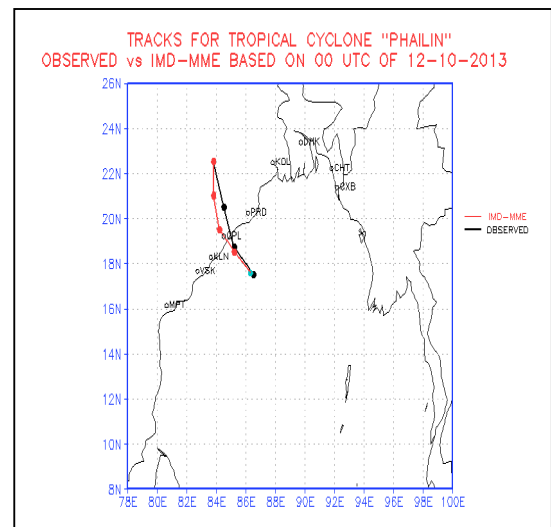 TRACKS FOR TROPICAL CYCLONE "PHAILIN"
OBSERVED vs IMD-MME BASED ON 00 UTC OF 12-10-2013
26N
24N
22N
20N
18N
16N
14N
12N
10N
8N
DMK
KOL
CHT
CXB
PRD
GPL
KLN
VSK
MPT
IMD-MME
OBSERVED
78E 80E 82E 84E 86E 88E 90E 92E 94E 96E 98E 100E